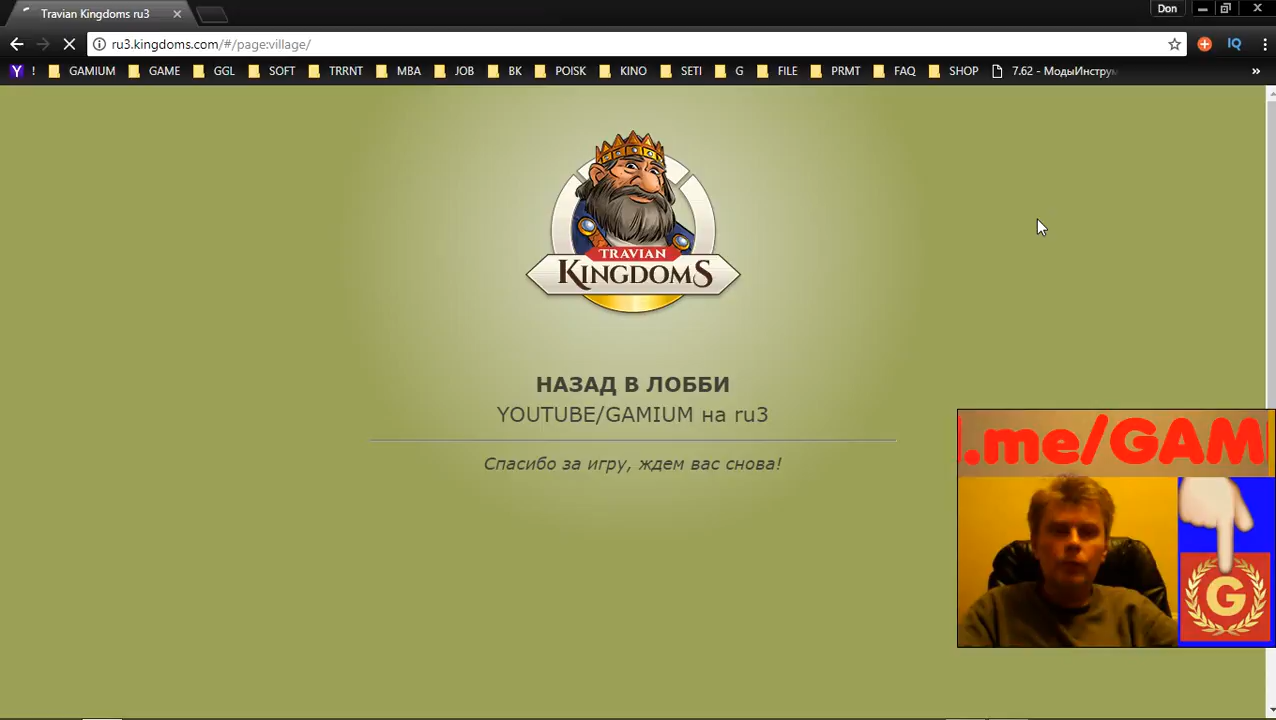 Travian Kingdoms ru3
Don
ru3.kingdoms.com/#/page:village/
IQ
Y ! GAMIUM GAME GGL SOFT TRRNT MBA JOB BK POISK KINO SETI G FILE PRMT FAQ SHOP 7.62 - МодыИнструм »
TRAVIAN
KINGDOMS
НАЗАД В ЛОББИ
YOUTUBE/GAMIUM на ru3
Спасибо за игру, ждем вас снова!
.me/GAM
G